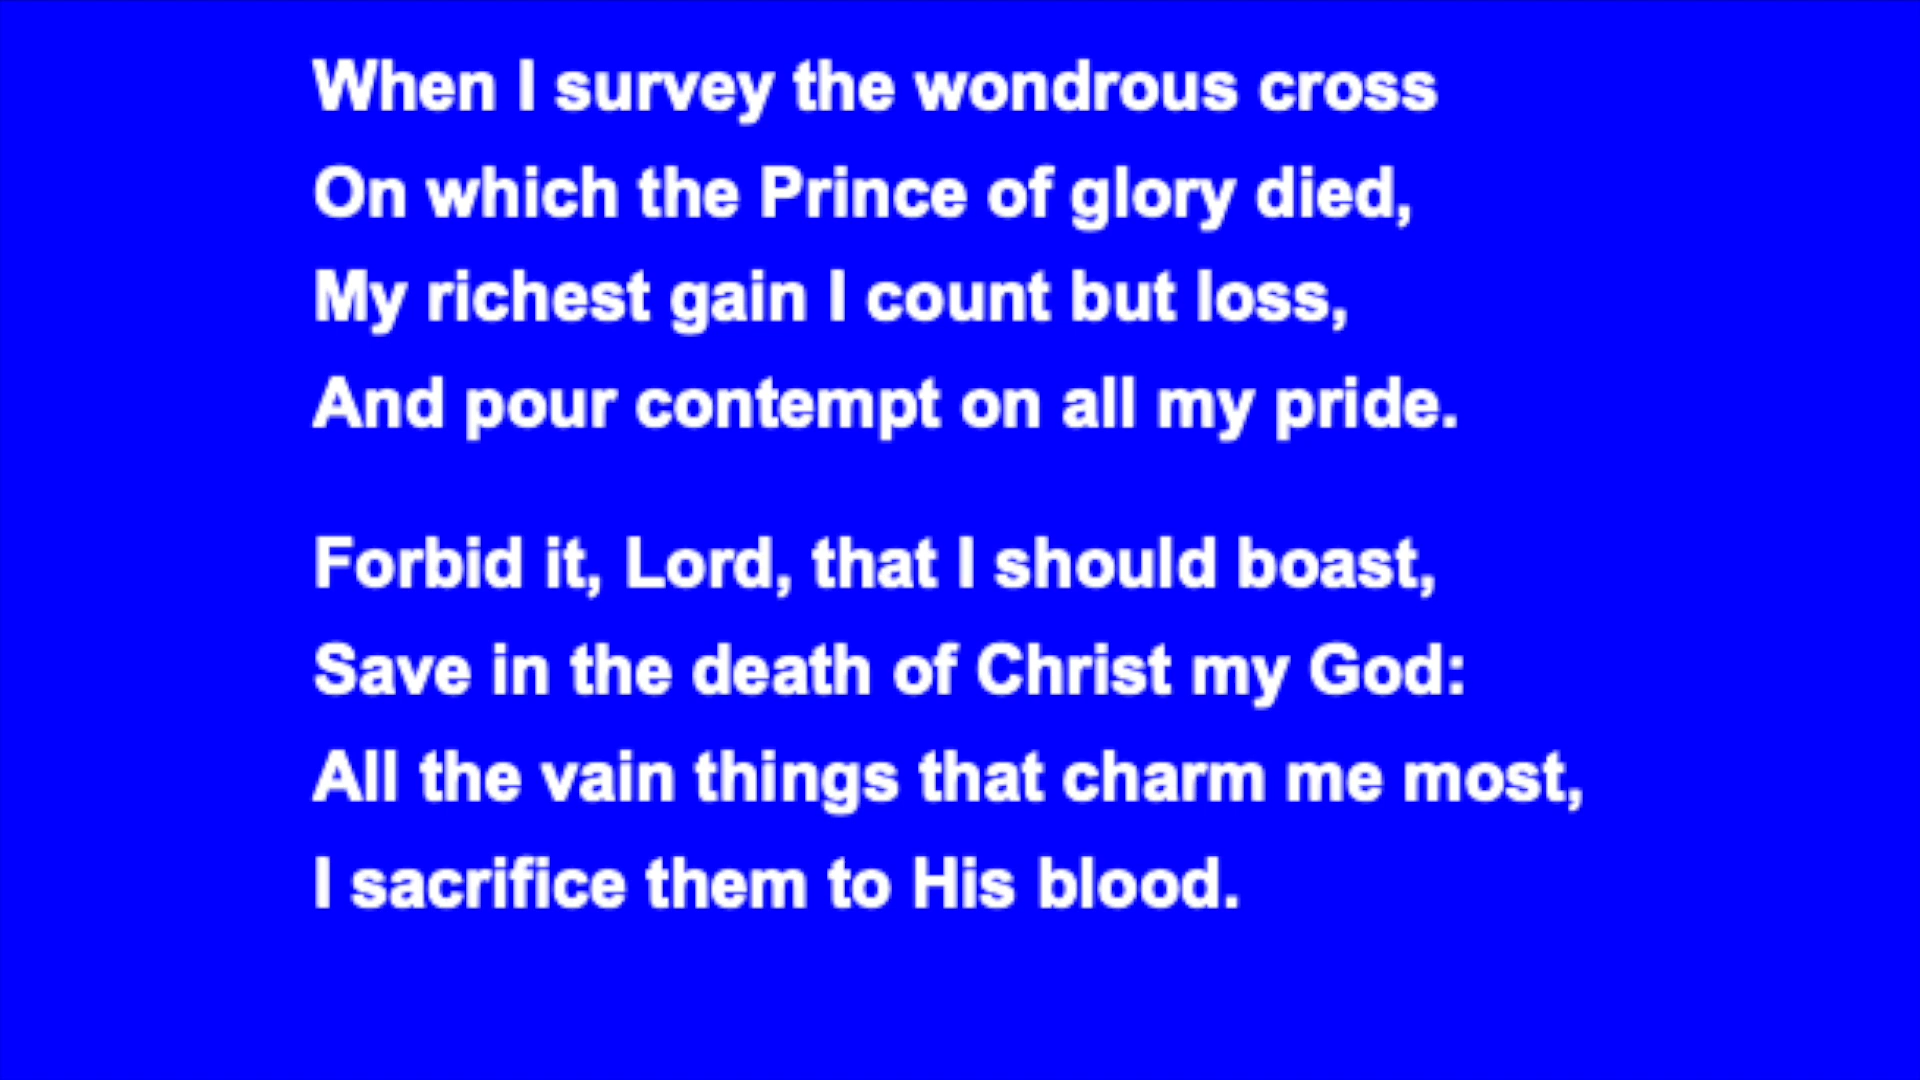 When I survey the wondrous cross
On which the Prince of glory died,
My richest gain I count but loss,
And pour contempt on all my pride.
Forbid it, Lord, that I should boast,
Save in the death of Christ my God:
All the vain things that charm me most,
I sacrifice them to His blood.